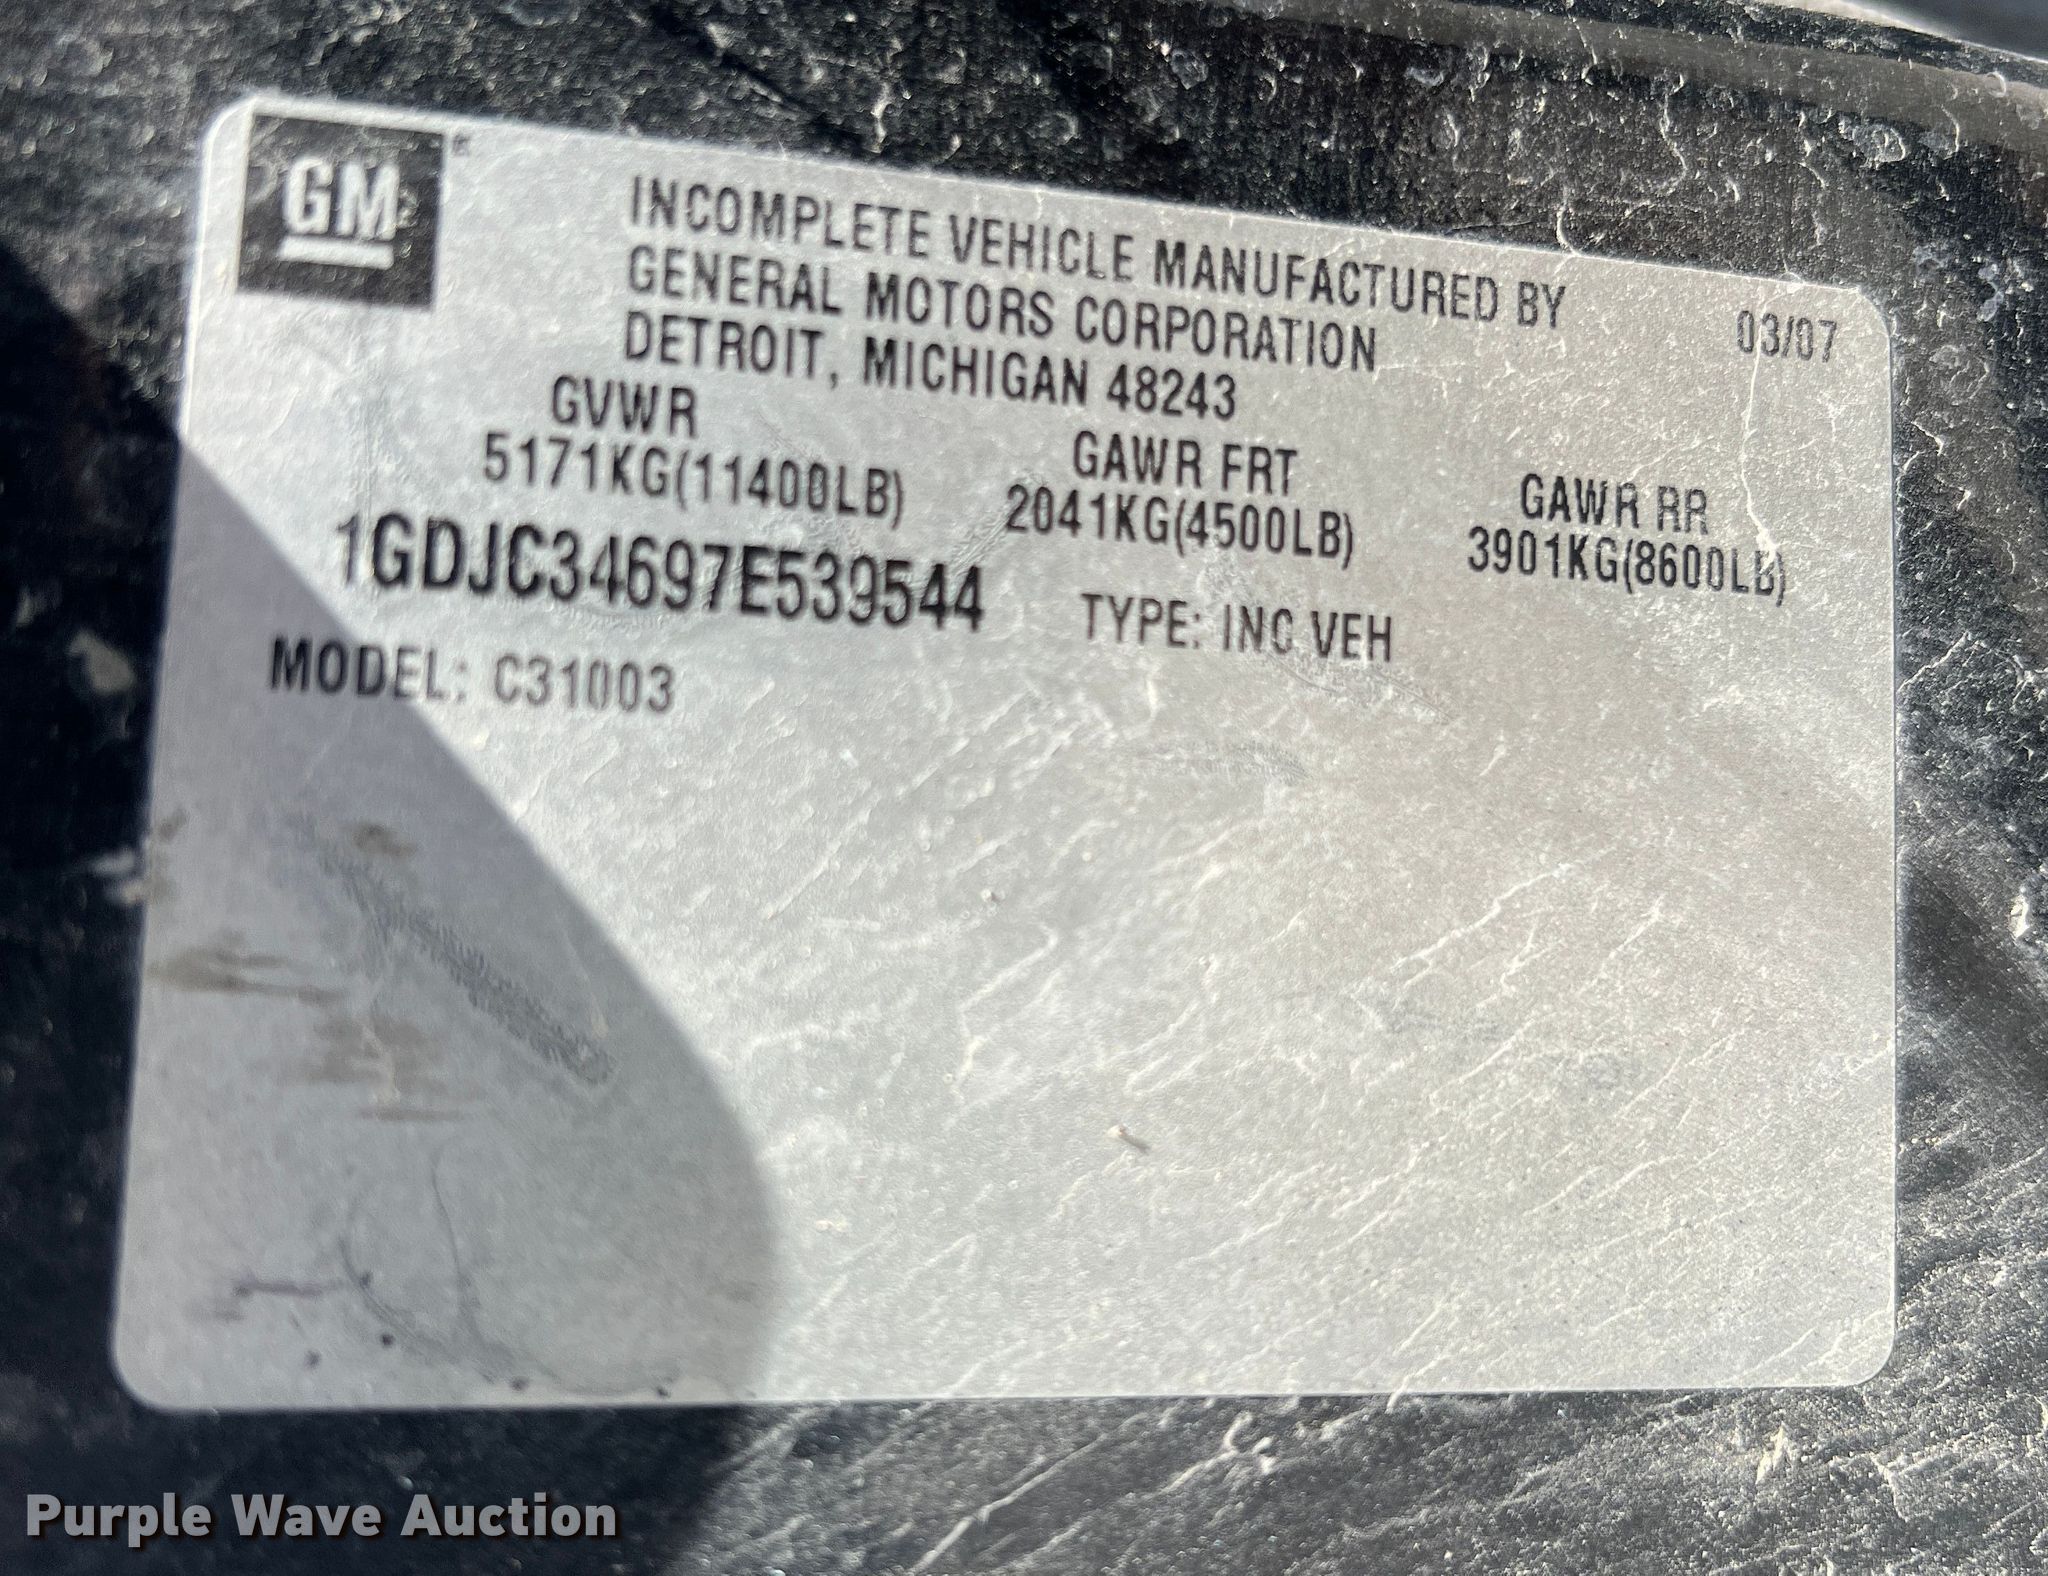 GM
INCOMPLETE VEHICLE MANUFACTURED BY
GENERAL MOTORS CORPORATION
DETROIT, MICHIGAN 48243
03/07
GVWR
5171KG(11400LB)
GAWR FRT
2041KG(4500LB)
GAWR RR
3901KG(8600LB)
1GDJC34697E539544
TYPE: INC VEH
MODEL: C31003
Purple Wave Auction